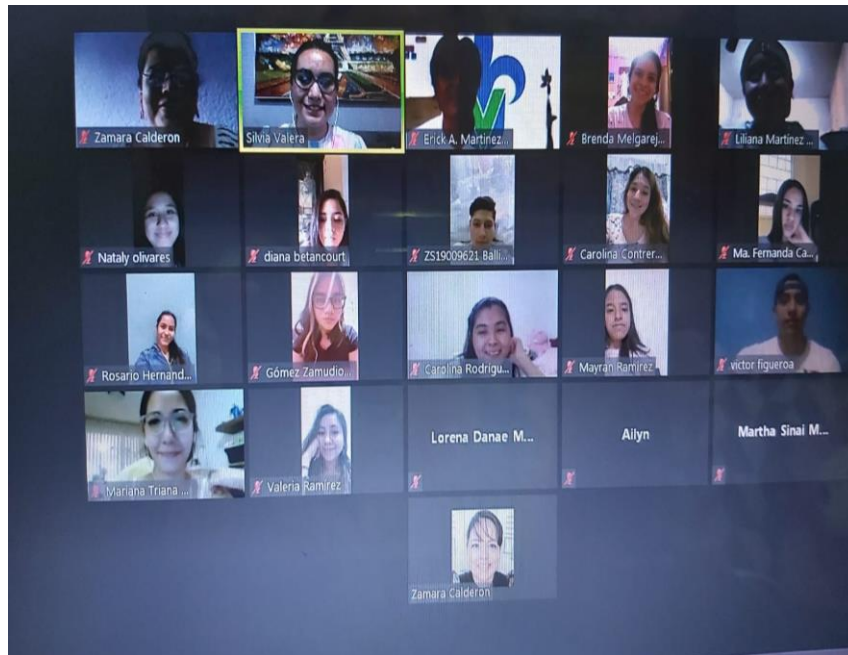 Zamara Calderon
Silvia Valera
Erick A. Martinez...
Brenda Melgarej...
Liliana Martinez ...
Nataly olivares
diana betancourt
ZS19009621 Balli...
Carolina Contrer...
Ma. Fernanda Ca...
Rosario Hernand...
Gómez Zamudio...
Carolina Rodrigu...
Mayran Ramirez
victor figueroa
Mariana Triana ...
Valeria Ramirez
Lorena Danae M...
Ailyn
Martha Sinai M...
Zamara Calderon